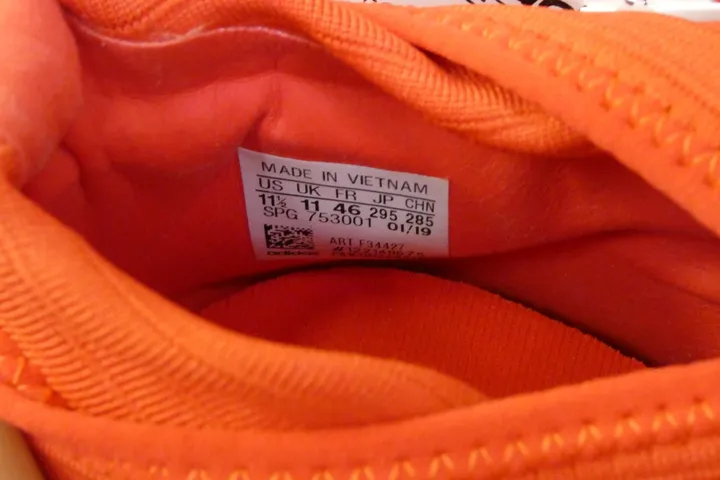 MADE IN VIETNAM
US UK FR JP CHN
11½ 11 46 295 285
SPG 753001 01/19
ART F34427
adidas